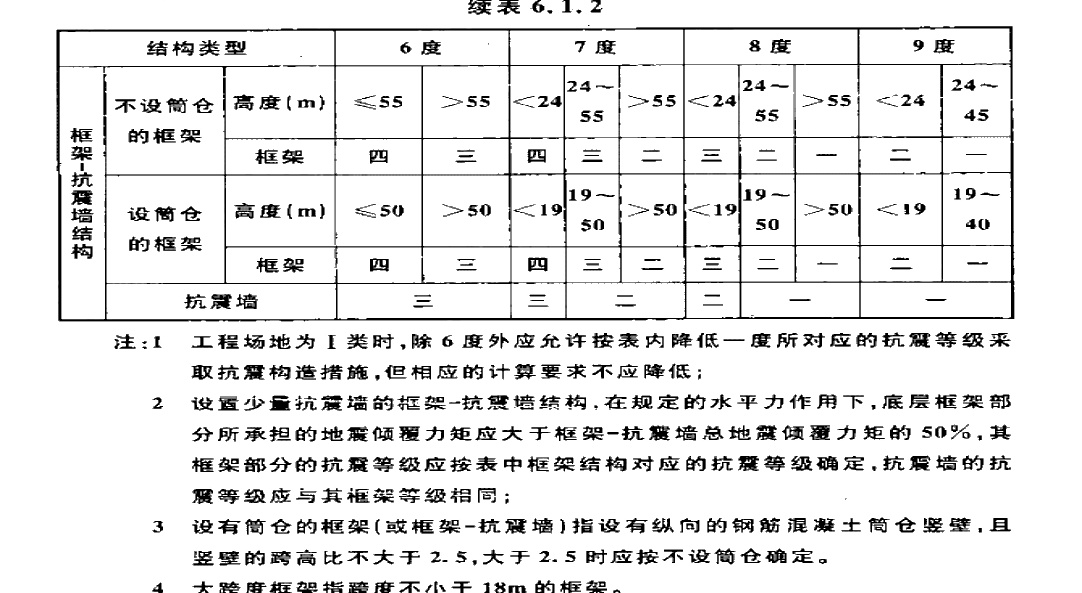 续表 6.1.2
结构类型 6度 7度 8度 9度
框架-抗震墙结构 不设筒仓的框架 高度(m) ≤55 >55 <24 24~55 >55 <24 24~55 >55 <24 24~45
框架 四 三 四 三 二 三 二 一 二 一
设筒仓的框架 高度(m) ≤50 >50 <19 19~50 >50 <19 19~50 >50 <19 19~40
框架 四 三 四 三 二 三 二 一 二 一
抗震墙 三 三 二 二 一 一
注:1 工程场地为Ⅰ类时,除6度外应允许按表内降低一度所对应的抗震等级采
取抗震构造措施,但相应的计算要求不应降低;
2 设置少量抗震墙的框架-抗震墙结构,在规定的水平力作用下,底层框架部
分所承担的地震倾覆力矩应大于框架-抗震墙总地震倾覆力矩的50%,其
框架部分的抗震等级应按表中框架结构对应的抗震等级确定,抗震墙的抗
震等级应与其框架等级相同;
3 设有筒仓的框架(或框架-抗震墙)指设有纵向的钢筋混凝土筒仓竖壁,且
竖壁的跨高比不大于2.5,大于2.5时应按不设筒仓确定。
4 大跨度框架指跨度不小于18m的框架。